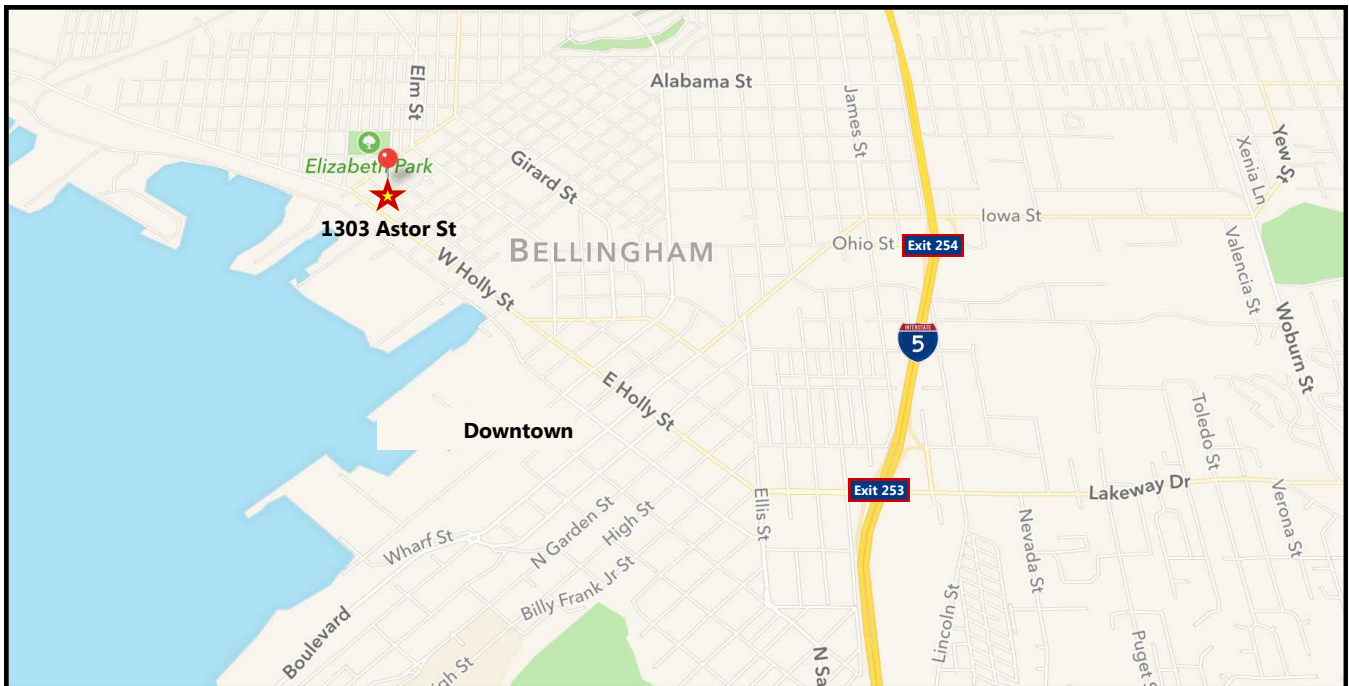 Elm St
Alabama St
James St
Elizabeth Park
Girard St
Yew St
Xenia Ln
1303 Astor St
Iowa St
BELLINGHAM
Ohio St
Exit 254
W Holly St
Valencia St
INTERSTATE
5
Woburn St
E Holly St
Downtown
Toledo St
Exit 253
Lakeway Dr
Ellis St
Verona St
N Garden St
High St
Wharf St
Nevada St
Billy Frank Jr St
Boulevard
Lincoln St
N Sa
Puget S
gh St